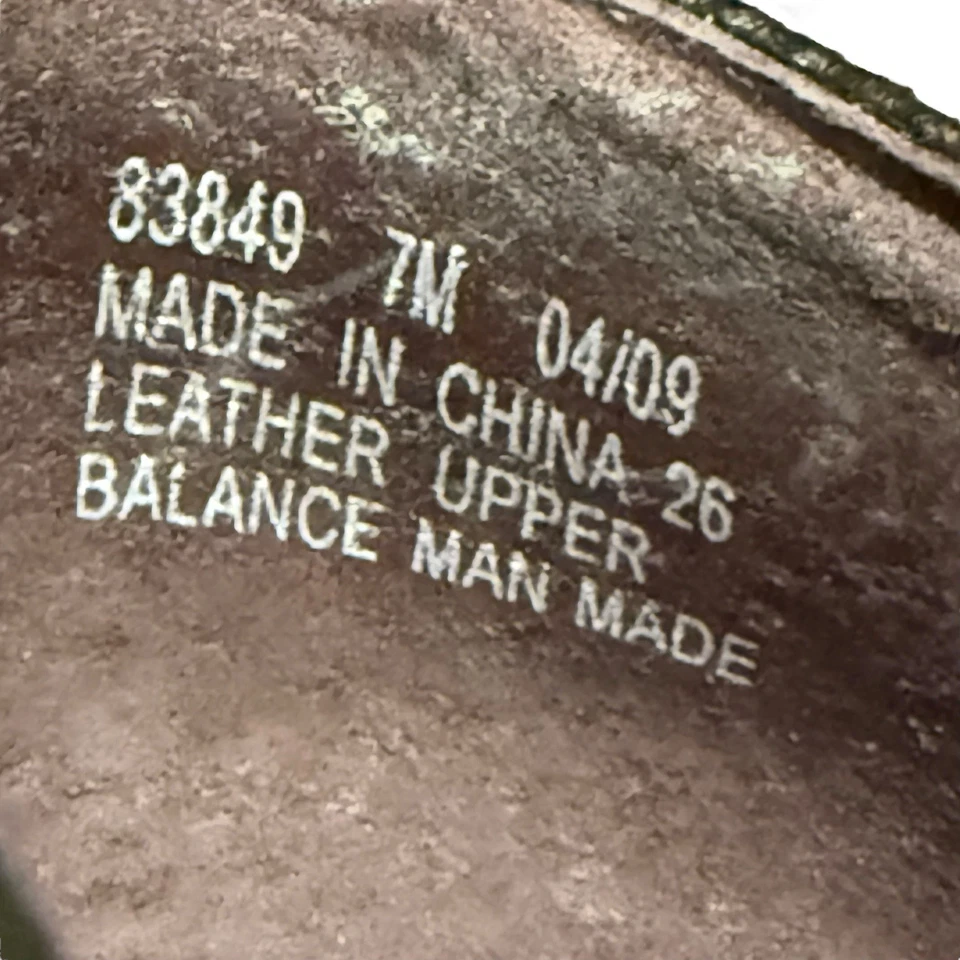 83849 7M 04/09
MADE IN CHINA 26
LEATHER UPPER
BALANCE MAN MADE